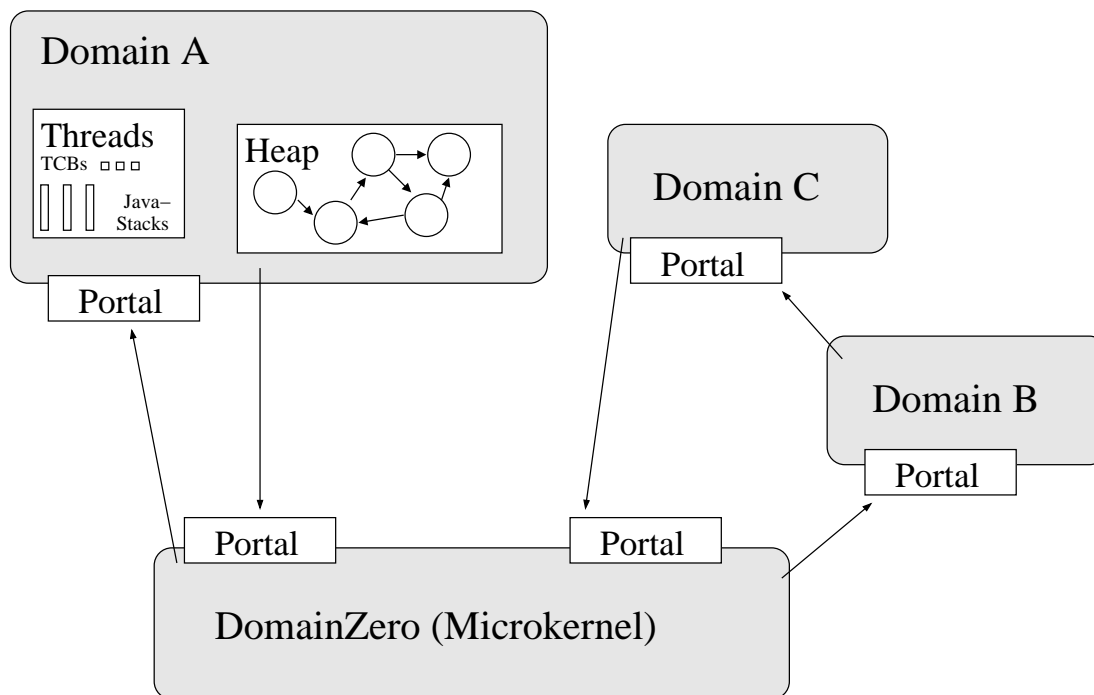 Domain A
Threads
TCBs
Java–
Stacks
Heap
Portal
Domain C
Portal
Domain B
Portal
Portal
Portal
DomainZero (Microkernel)